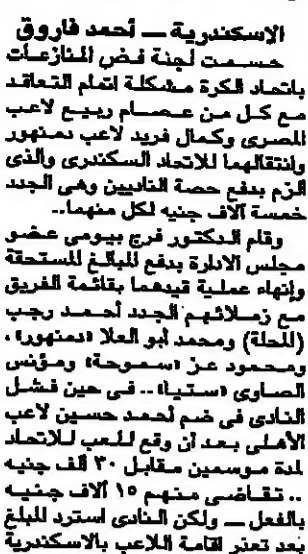 الاسكندرية ــ أحمد فاروق
حسمت لجنة فض المنازعات
باتحاد الكرة مشكلة اتمام التعاقد
مع كل من عصام ربيع لاعب
المصرى وكمال فريد لاعب دمنهور
وانتقالهما للاتحاد السكندرى والذى
الزم بدفع حصة الناديين وهى الجدد
خمسة آلاف جنيه لكل منهما..
وقام الدكتور فرج بيومى عضو
مجلس الادارة بدفع المبالغ المستحقة
وإنهاء عملية قيدهما بقائمة الفريق
مع زملائهم الجدد أحمد رجب
(المحلة) ومحمد أبو العلا «دمنهور» ،
ومحمود عز «سموحة» ومؤنس
الصاوى «ستيا» .. فى حين فشل
النادى فى ضم أحمد حسين لاعب
الأهلى بعد أن وقع للعب للاتحاد
لمدة موسمين مقابل ٣٠ ألف جنيه
.. تقاضى منهم ١٥ آلاف جنيه
بالفعل ــ ولكن النادى استرد المبلغ
بعد تعذر اقامة اللاعب بالاسكندرية